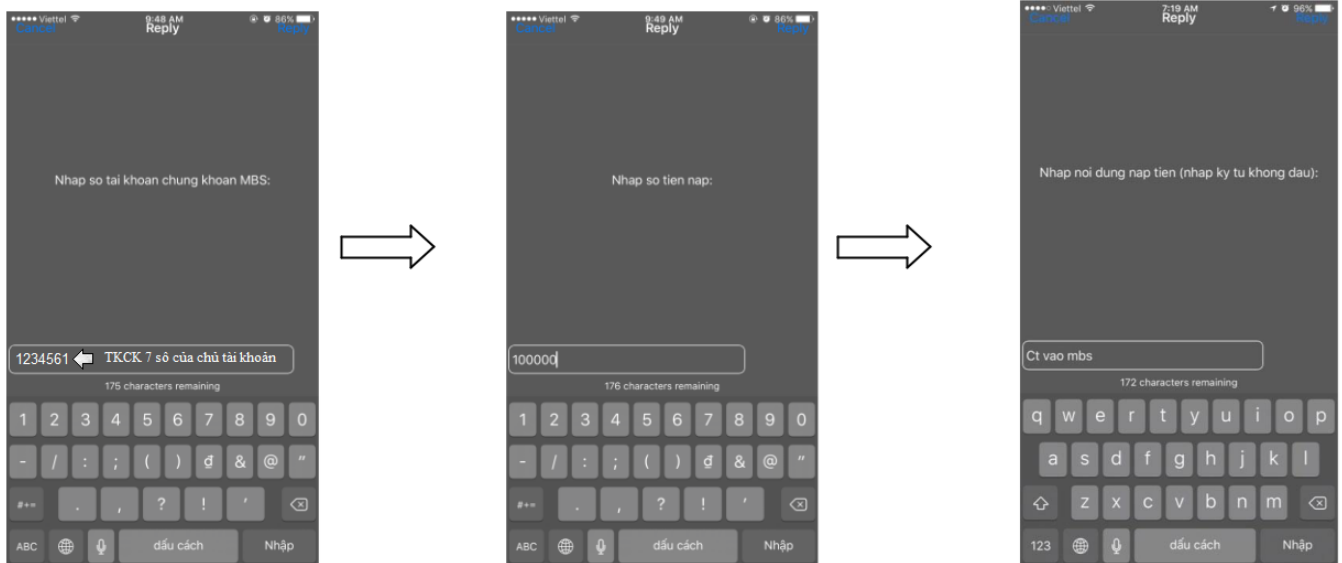 Viettel 9:48 AM 86%
Cancel Reply Reply
Nhap so tai khoan chung khoan MBS:
1234561 TKCK 7 số của chủ tài khoản
175 characters remaining
1 2 3 4 5 6 7 8 9 0
- / : ; ( ) ₫ & @ "
#+= . , ? ! '
ABC dấu cách Nhập
Viettel 9:49 AM 86%
Cancel Reply Reply
Nhap so tien nap:
100000
176 characters remaining
1 2 3 4 5 6 7 8 9 0
- / : ; ( ) ₫ & @ "
#+= . , ? ! '
ABC dấu cách Nhập
Viettel 7:19 AM 96%
Cancel Reply Reply
Nhap noi dung nap tien (nhap ky tu khong dau):
Ct vao mbs
172 characters remaining
q w e r t y u i o p
a s d f g h j k l
z x c v b n m
123 dấu cách Nhập